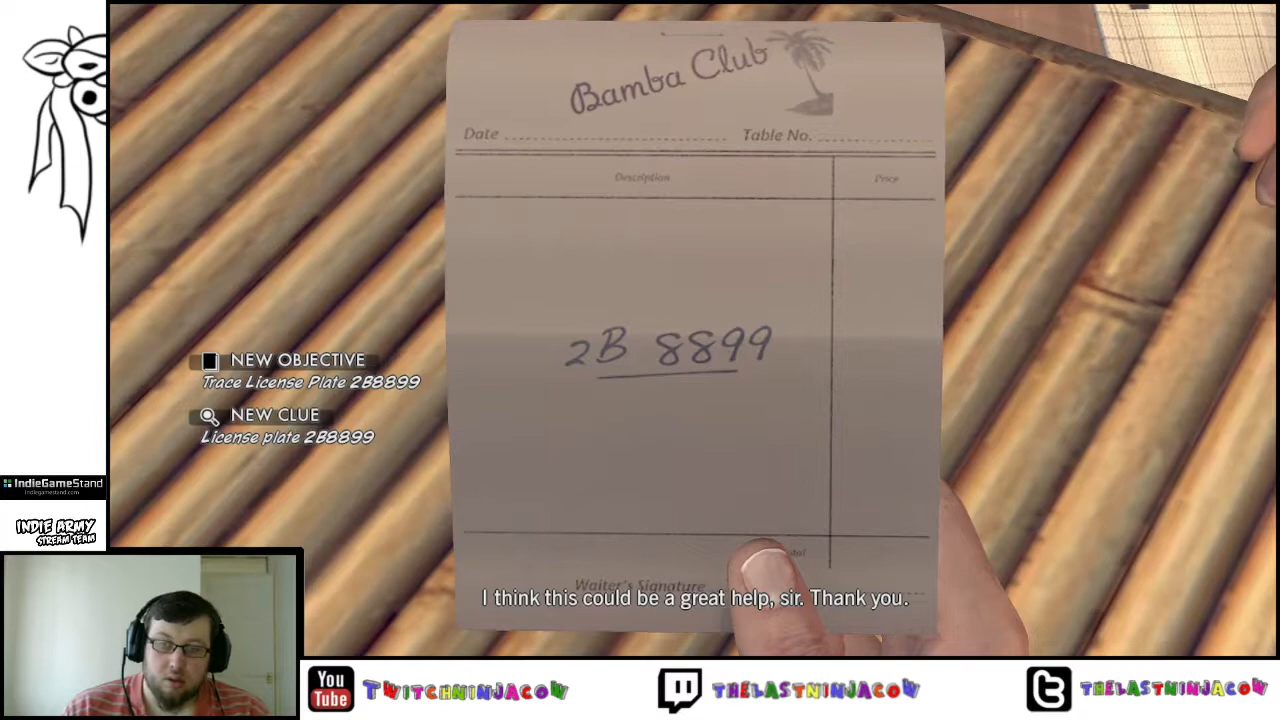 Bamba Club
Date
Table No.
Description
Price
2B 8899
NEW OBJECTIVE
Trace License Plate 2B8899
NEW CLUE
License plate 2B8899
Waiter's Signature
I think this could be a great help, sir. Thank you.
IndieGameStand
indiegamestand.com
INDIE ARMY
STREAM TEAM
You
Tube
TWITCHNINJACOW
THELASTNINJACOW
THELASTNINJACOW